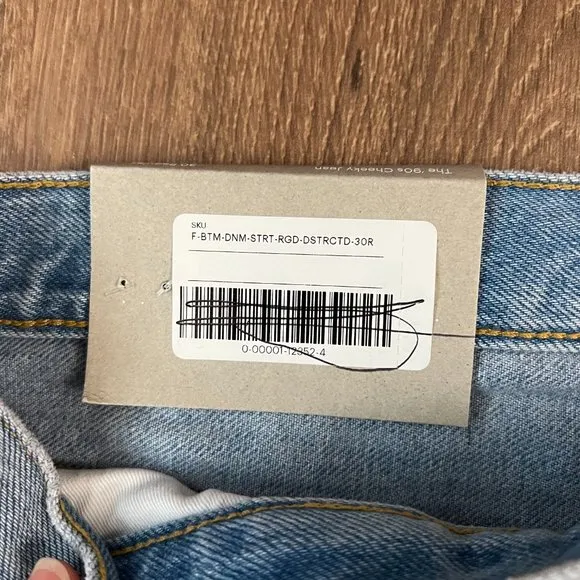 The '90s Cheeky Jean
SKU
F-BTM-DNM-STRT-RGD-DSTRCTD-30R
0-00001-12352-4